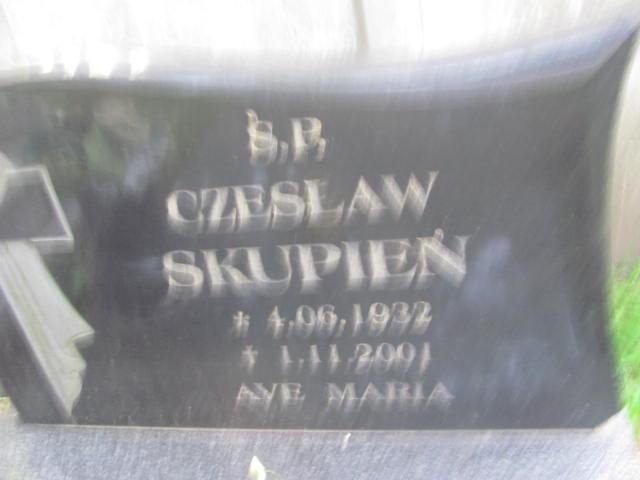 Ś.P.
CZESŁAW
SKUPIEŃ
* 4.06.1932
† 1.11.2001
AVE MARIA